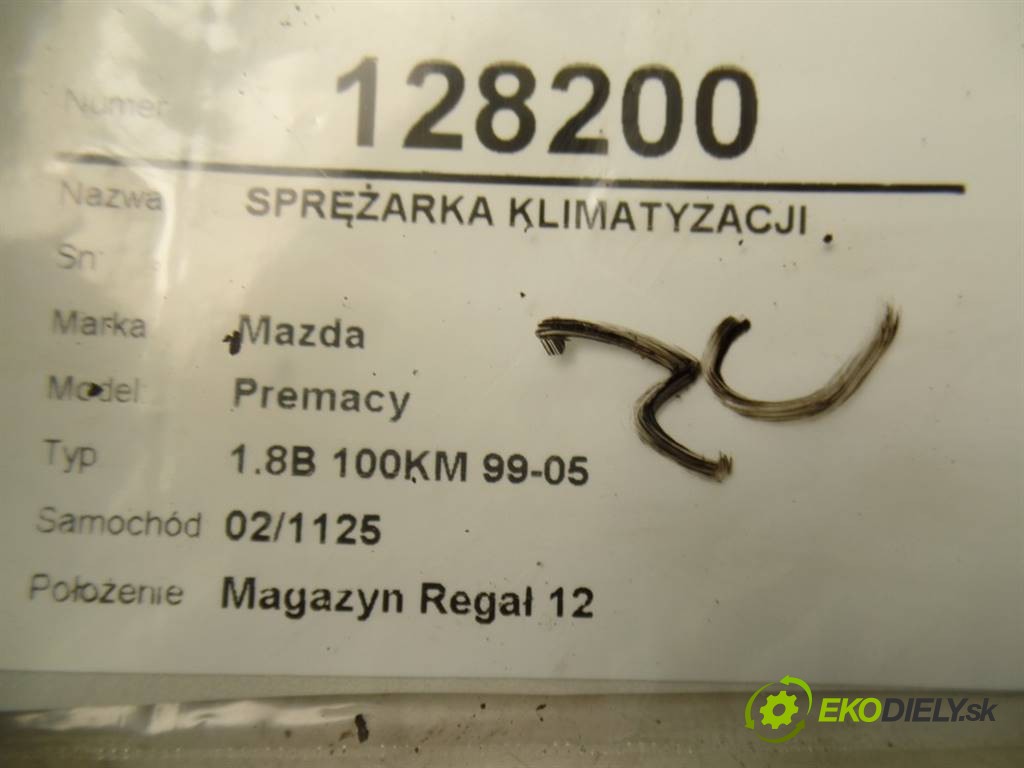 Numer 128200
Nazwa SPRĘŻARKA KLIMATYZACJI
Sn
Marka Mazda
Model: Premacy
Typ 1.8B 100KM 99-05
Samochód 02/1125
Położenie Magazyn Regał 12
EKODIELY.sk